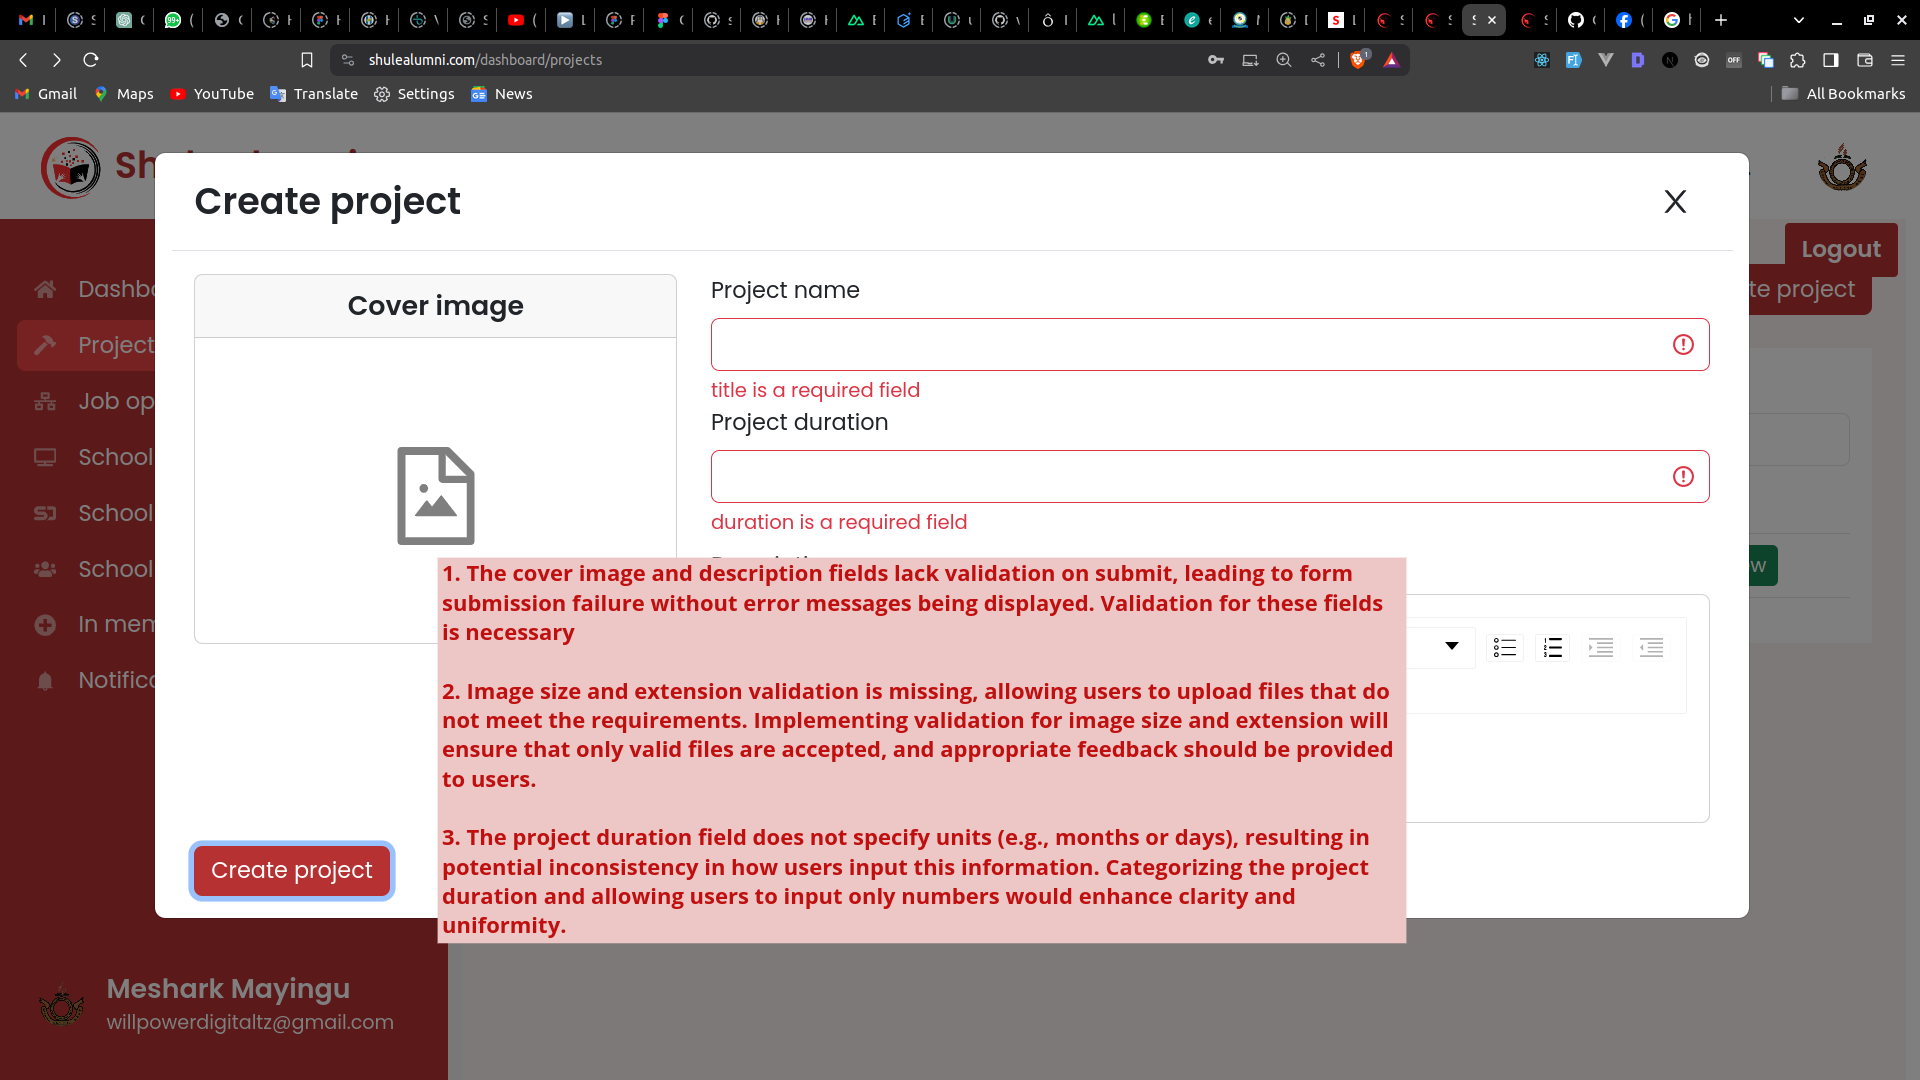 shulealumni.com/dashboard/projects
Gmail
Maps
YouTube
Translate
Settings
News
All Bookmarks
Create project
X
Logout
Cover image
Project name
title is a required field
Project duration
duration is a required field
Dashbo
Project
Job op
School
School
School
In mem
Notific
te project
1. The cover image and description fields lack validation on submit, leading to form
submission failure without error messages being displayed. Validation for these fields
is necessary
2. Image size and extension validation is missing, allowing users to upload files that do
not meet the requirements. Implementing validation for image size and extension will
ensure that only valid files are accepted, and appropriate feedback should be provided
to users.
3. The project duration field does not specify units (e.g., months or days), resulting in
potential inconsistency in how users input this information. Categorizing the project
duration and allowing users to input only numbers would enhance clarity and
uniformity.
Create project
Meshark Mayingu
willpowerdigitaltz@gmail.com